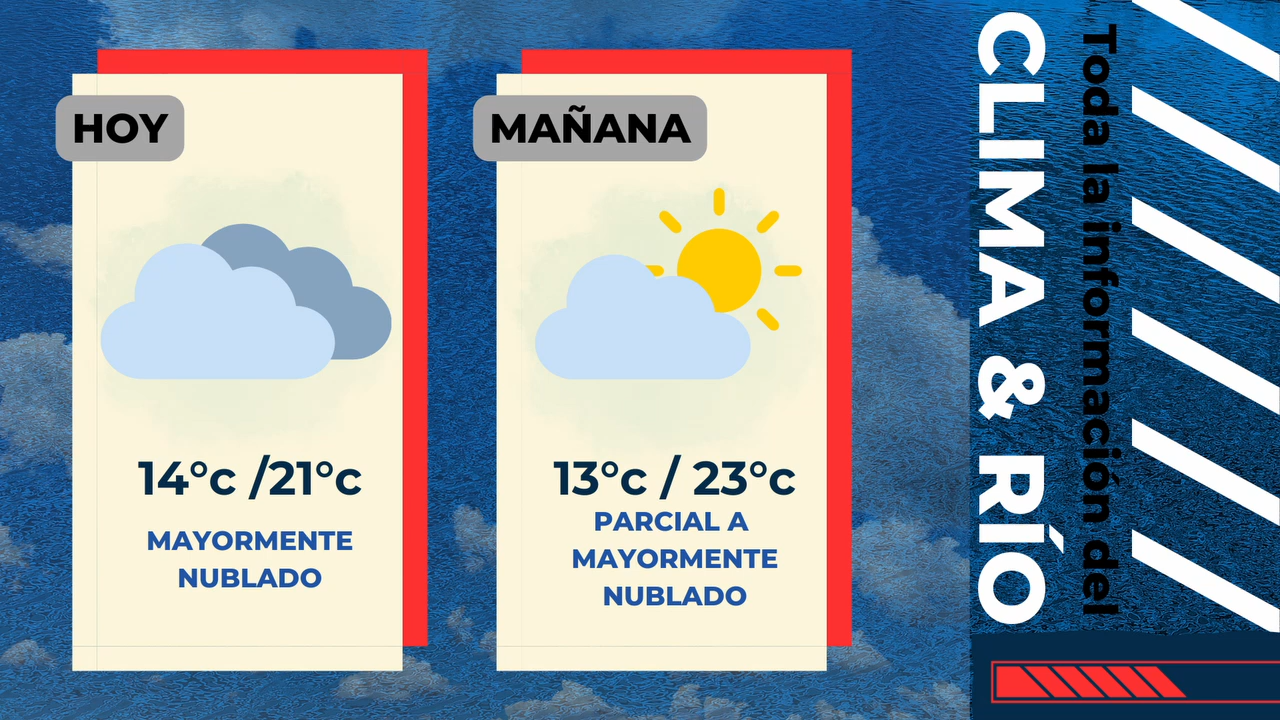 HOY
14°c /21°c
MAYORMENTE
NUBLADO
MAÑANA
13°c / 23°c
PARCIAL A
MAYORMENTE
NUBLADO
Toda la información del
CLIMA & RÍO